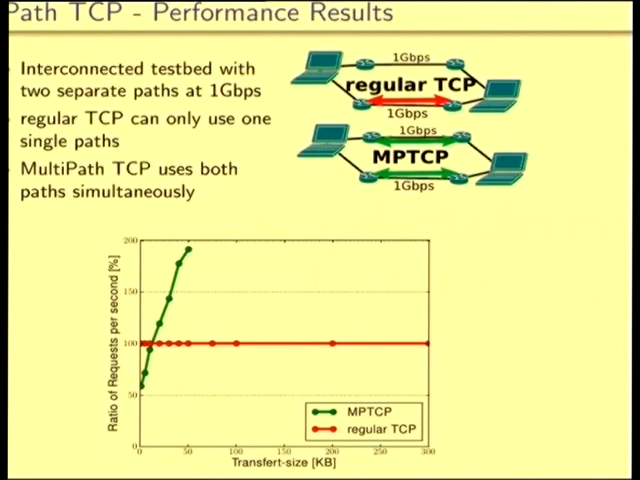 Path TCP - Performance Results
Interconnected testbed with
two separate paths at 1Gbps
regular TCP can only use one
single paths
MultiPath TCP uses both
paths simultaneously
1Gbps
regular TCP
1Gbps
1Gbps
MPTCP
1Gbps
Ratio of Requests per second [%]
200
150
100
50
0
0 50 100 150 200 250 300
Transfert-size [KB]
MPTCP
regular TCP